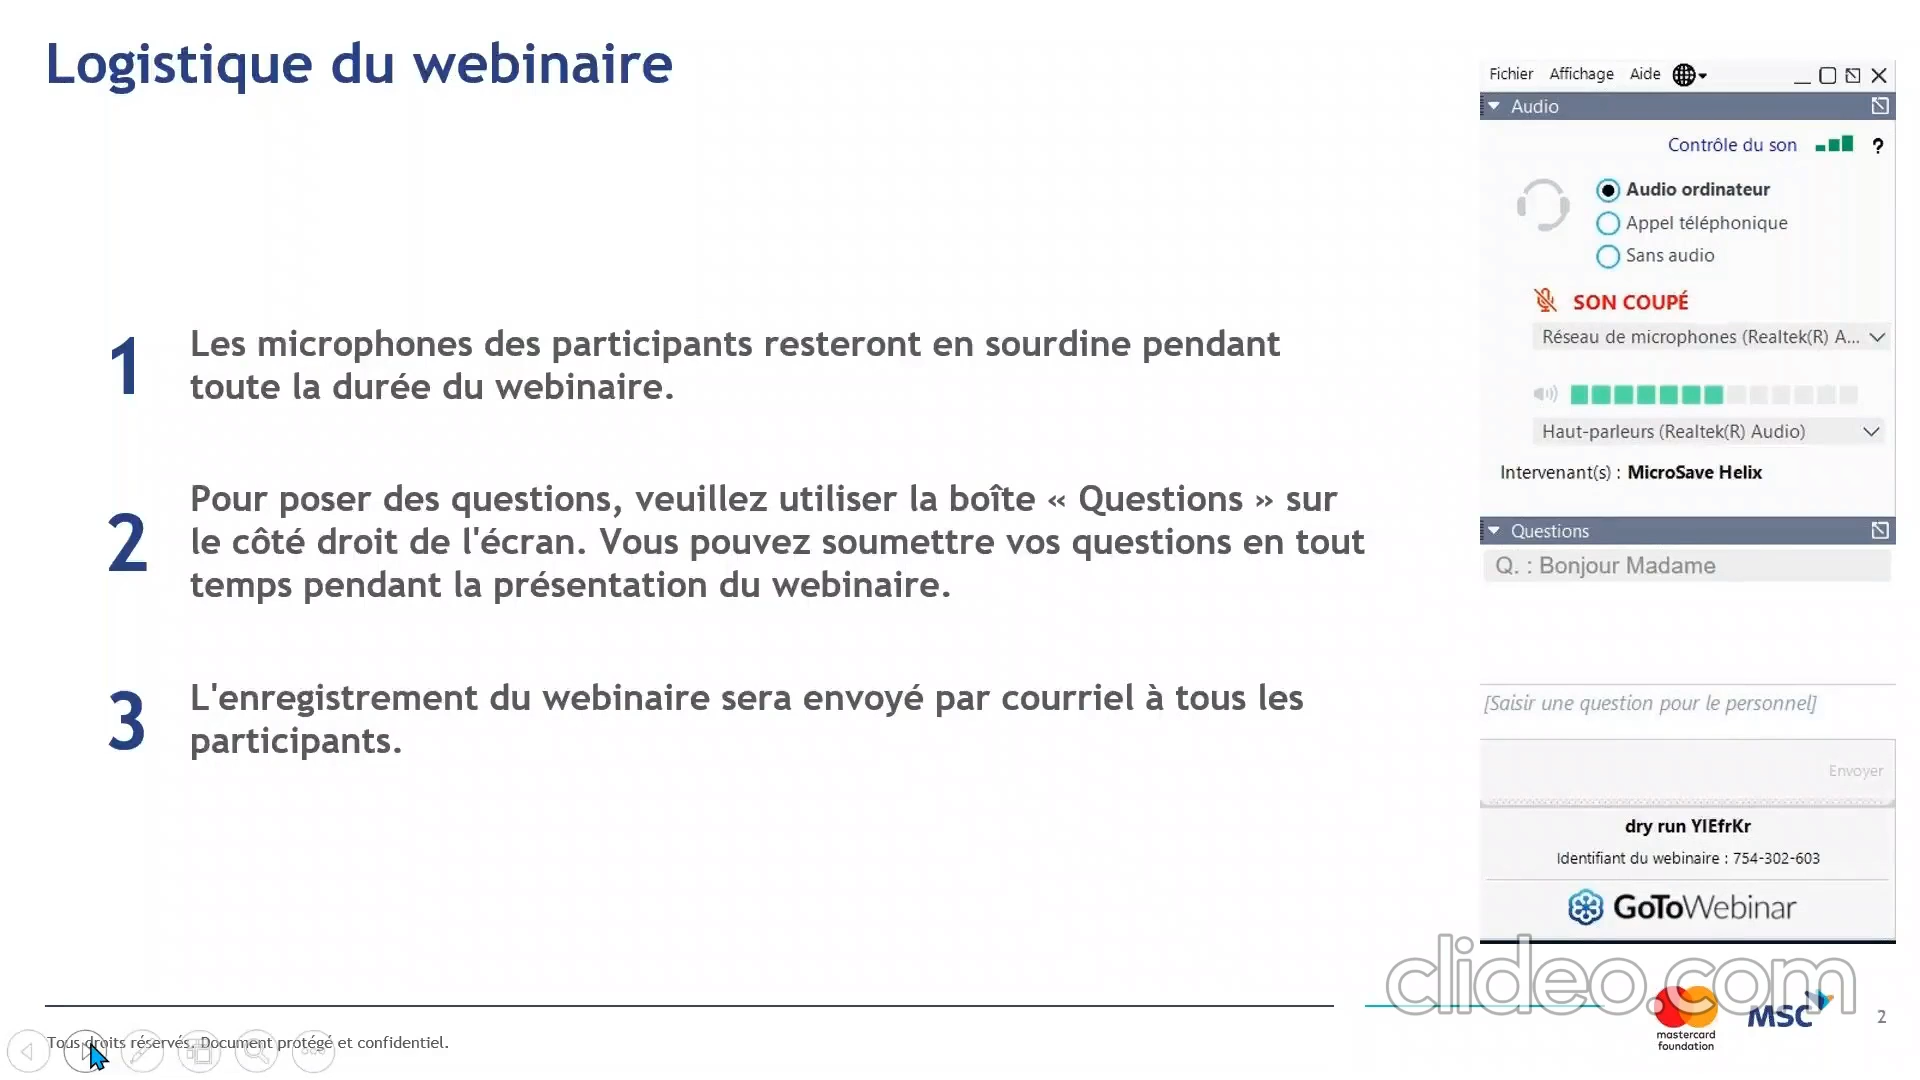 Logistique du webinaire
1
Les microphones des participants resteront en sourdine pendant
toute la durée du webinaire.
2
Pour poser des questions, veuillez utiliser la boîte « Questions » sur
le côté droit de l'écran. Vous pouvez soumettre vos questions en tout
temps pendant la présentation du webinaire.
3
L'enregistrement du webinaire sera envoyé par courriel à tous les
participants.
Fichier Affichage Aide
Audio
Contrôle du son ?
Audio ordinateur
Appel téléphonique
Sans audio
SON COUPÉ
Réseau de microphones (Realtek(R) A...
Haut-parleurs (Realtek(R) Audio)
Intervenant(s) : MicroSave Helix
Questions
Q. : Bonjour Madame
[Saisir une question pour le personnel]
Envoyer
dry run YIEfrKr
Identifiant du webinaire : 754-302-603
GoToWebinar
clideo.com
mastercard
foundation
MSC
2
Tous droits réservés. Document protégé et confidentiel.